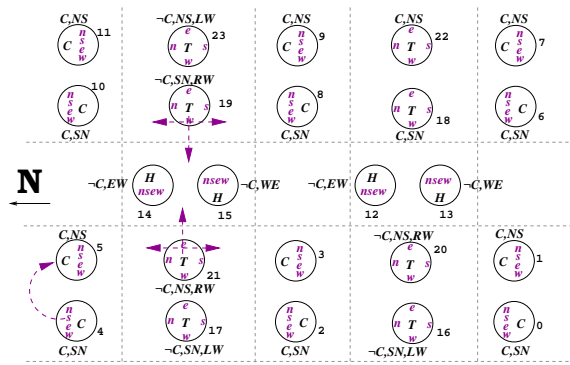 C,NS
C n s e w 11
¬C,NS,LW
e
n T s 23
w
C,NS
C n s e w 9
C,NS
e
n T s 22
w
C,NS
C n s e w 7
10
n s e w C
C,SN
¬C,SN,RW
e
n T s 19
w
8
n s e w C
C,SN
e
n T s 18
w
C,SN
n s e w C 6
C,SN
N
¬C,EW
H
nsew
14
nsew
H
¬C,WE
15
¬C,EW
H
nsew
12
nsew
H
¬C,WE
13
C,NS
C n s e w 5
e
n T s
w
21
¬C,NS,RW
C n s e w 3
¬C,NS,RW
e
n T s 20
w
C,NS
C n s e w 1
n s e w C 4
C,SN
e
n T s 17
w
¬C,SN,LW
n s e w C 2
C,SN
e
n T s 16
w
¬C,SN,LW
n s e w C 0
C,SN